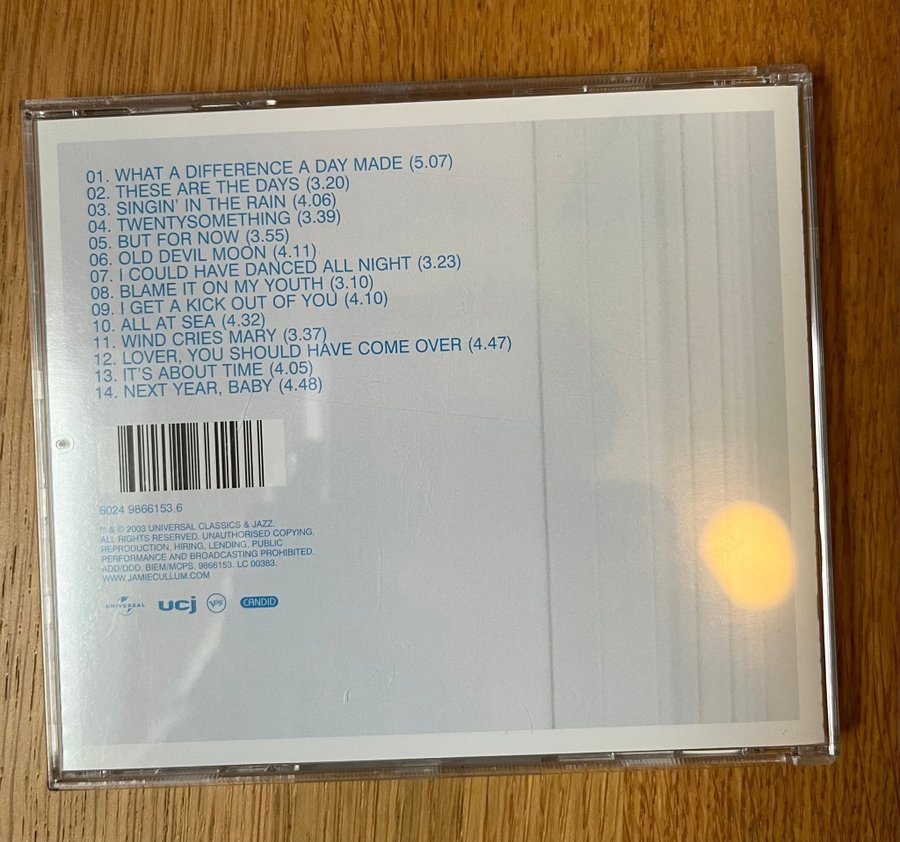 01. WHAT A DIFFERENCE A DAY MADE (5.07)
02. THESE ARE THE DAYS (3.20)
03. SINGIN' IN THE RAIN (4.06)
04. TWENTYSOMETHING (3.39)
05. BUT FOR NOW (3.55)
06. OLD DEVIL MOON (4.11)
07. I COULD HAVE DANCED ALL NIGHT (3.23)
08. BLAME IT ON MY YOUTH (3.10)
09. I GET A KICK OUT OF YOU (4.10)
10. ALL AT SEA (4.32)
11. WIND CRIES MARY (3.37)
12. LOVER, YOU SHOULD HAVE COME OVER (4.47)
13. IT'S ABOUT TIME (4.05)
14. NEXT YEAR, BABY (4.48)
6024 9866153 6
℗ & © 2003 UNIVERSAL CLASSICS & JAZZ.
ALL RIGHTS RESERVED. UNAUTHORISED COPYING,
REPRODUCTION, HIRING, LENDING, PUBLIC
PERFORMANCE AND BROADCASTING PROHIBITED.
ADD/DDD. BIEM/MCPS. 9866153. LC 00383.
WWW.JAMIECULLUM.COM
UNIVERSAL ucj Verve CANDID